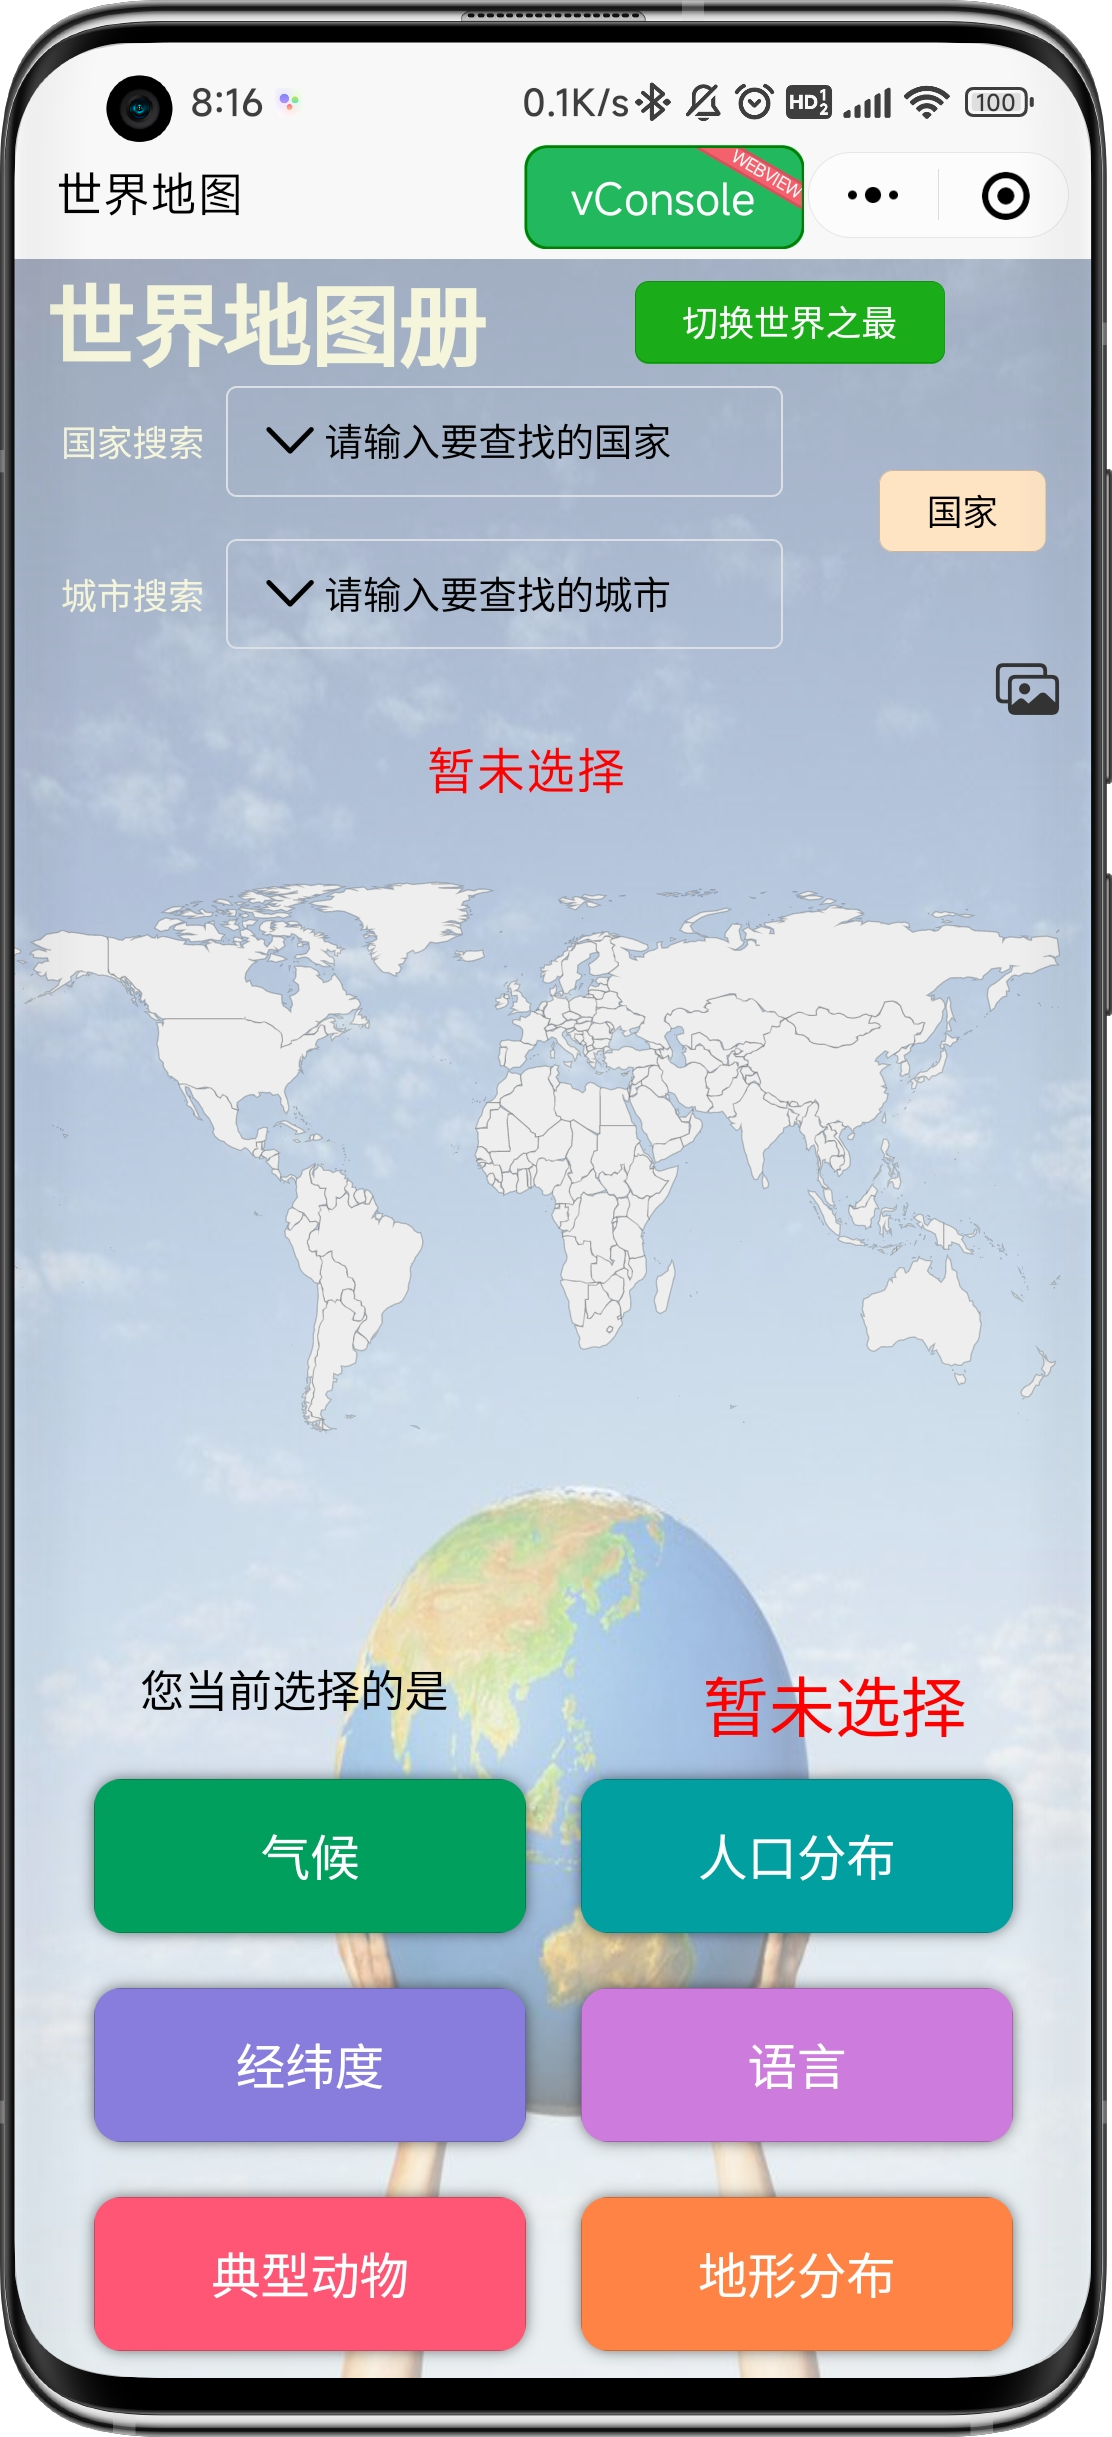 8:16
0.1K/s
HD 1 2
100
世界地图
vConsole
WEBVIEW
世界地图册
切换世界之最
国家搜索
请输入要查找的国家
国家
城市搜索
请输入要查找的城市
暂未选择
您当前选择的是
暂未选择
气候
人口分布
经纬度
语言
典型动物
地形分布